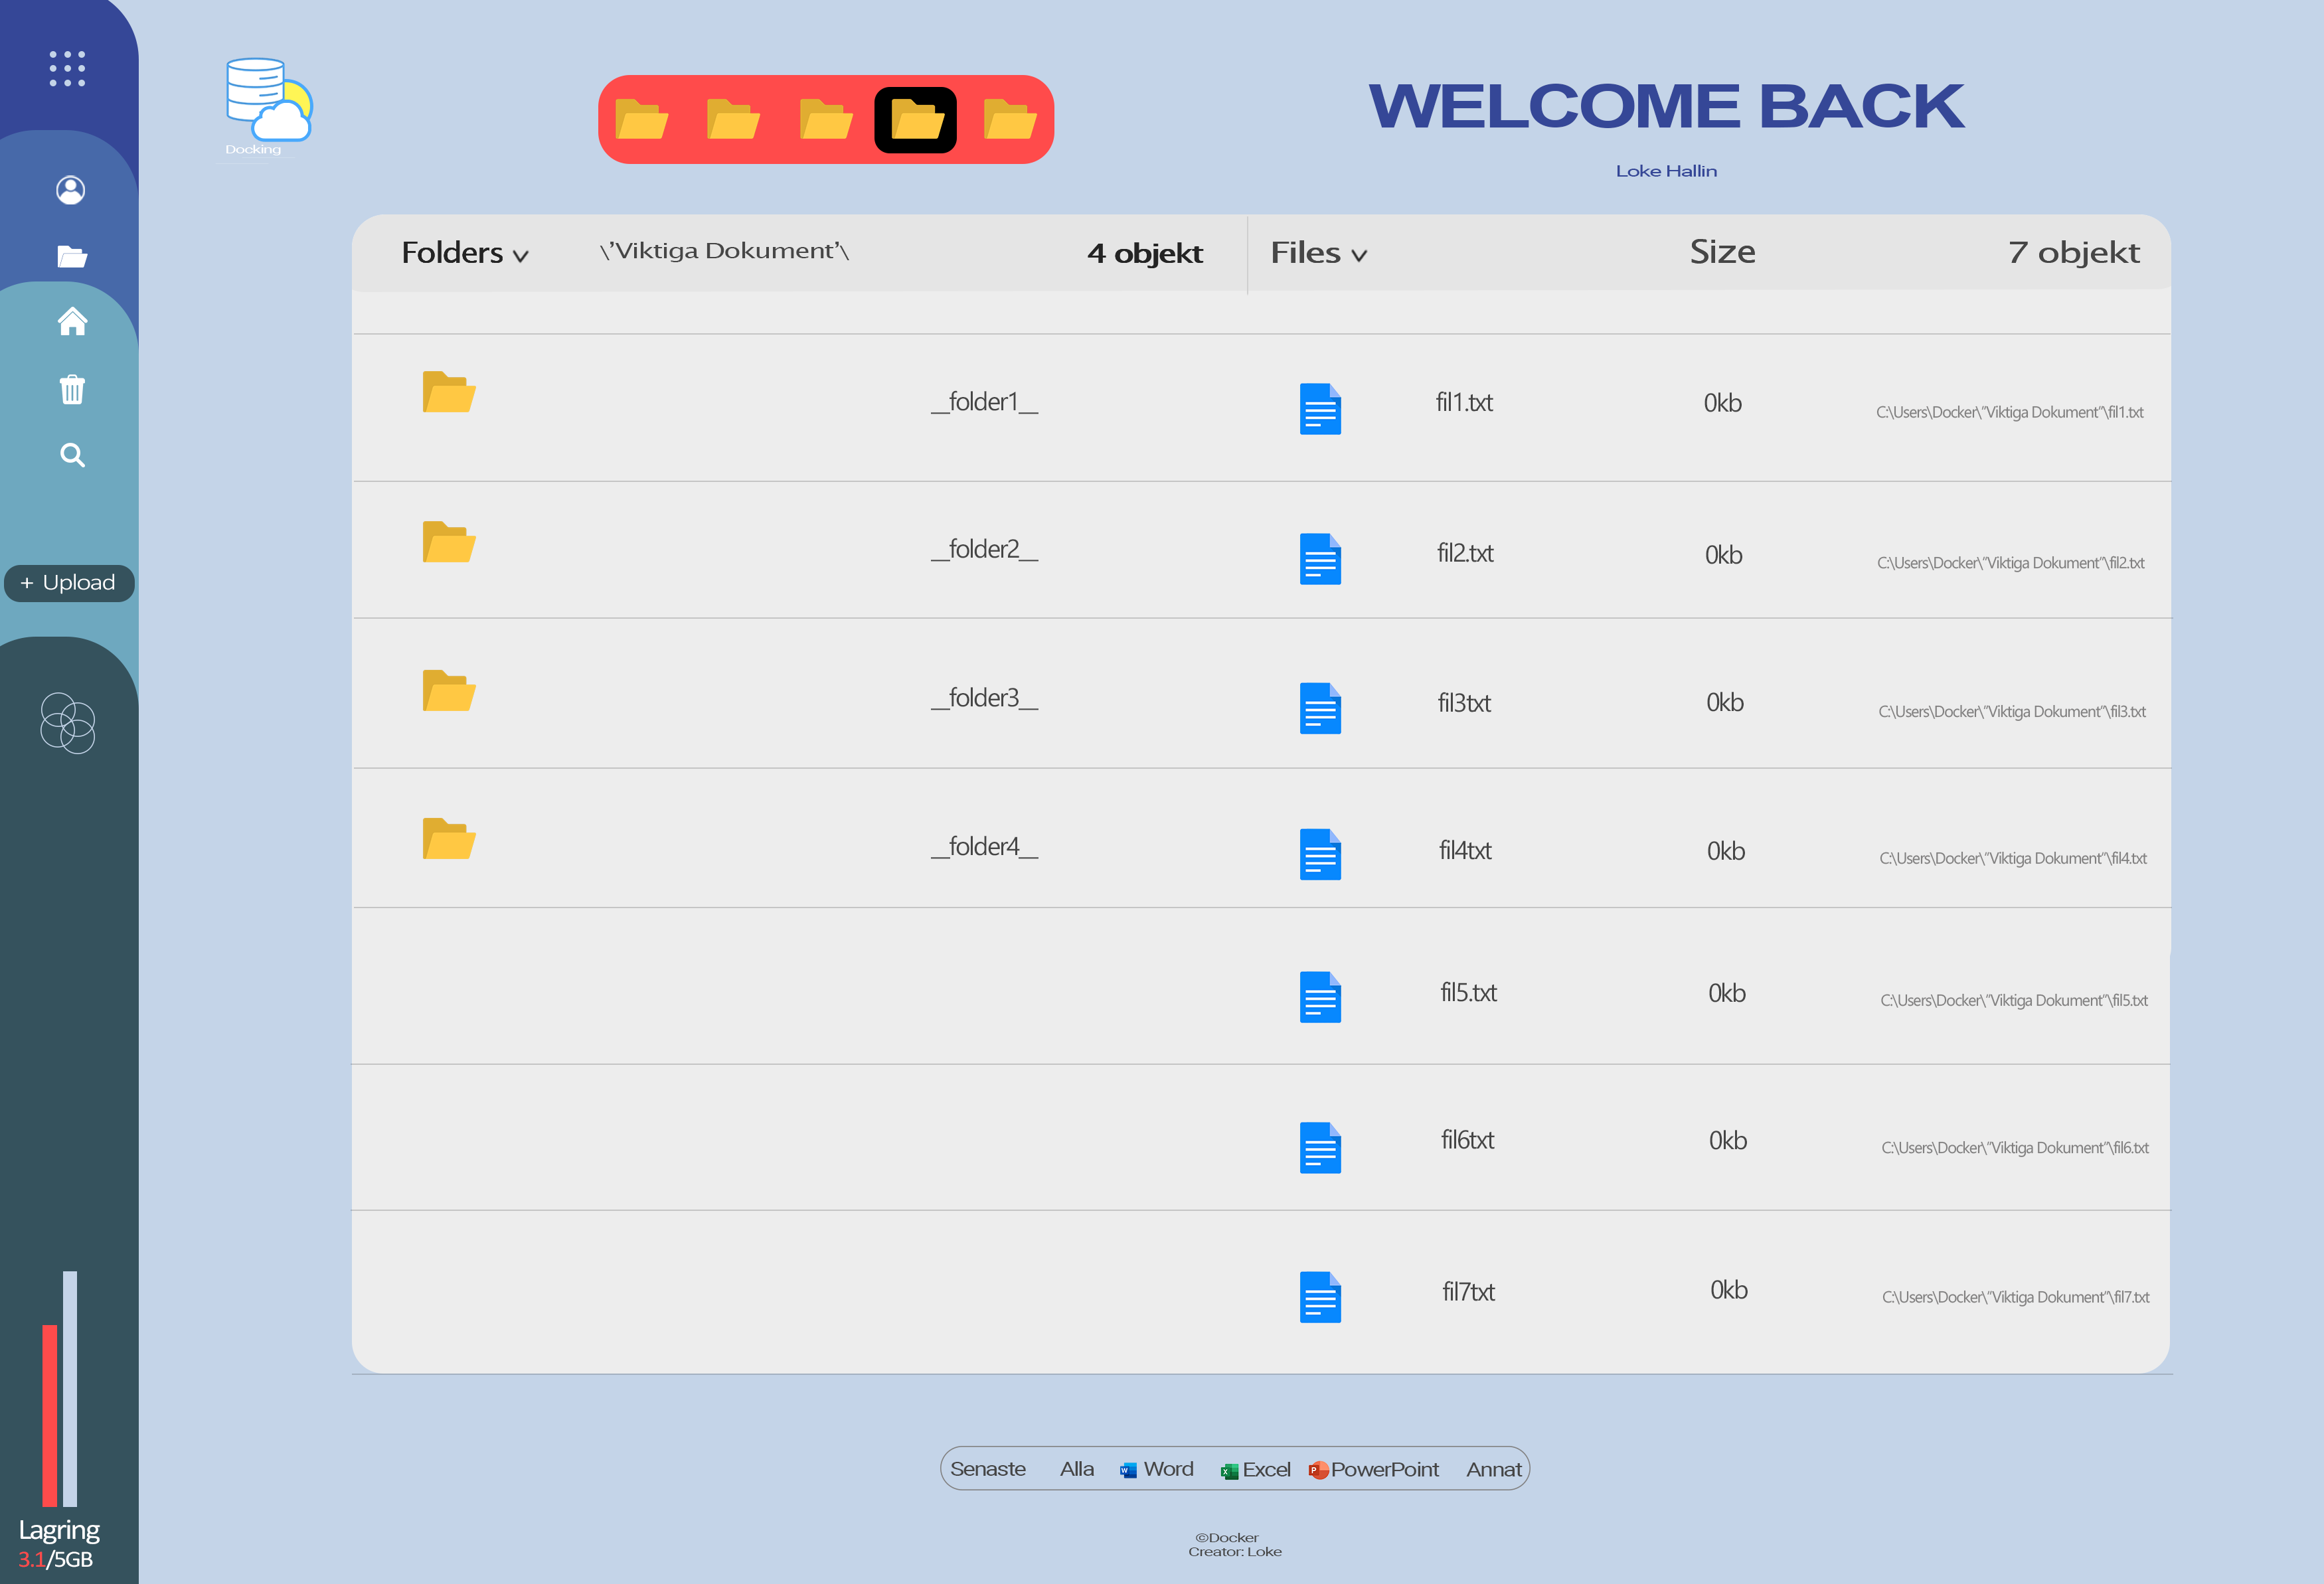 WELCOME BACK
Loke Hallin
Docking
Folders \’Viktiga Dokument’\ 4 objekt Files Size 7 objekt
__folder1__ fil1.txt 0kb C:\Users\Docker\”Viktiga Dokument”\fil1.txt
__folder2__ fil2.txt 0kb C:\Users\Docker\”Viktiga Dokument”\fil2.txt
+ Upload
__folder3__ fil3txt 0kb C:\Users\Docker\”Viktiga Dokument”\fil3.txt
__folder4__ fil4txt 0kb C:\Users\Docker\”Viktiga Dokument”\fil4.txt
fil5.txt 0kb C:\Users\Docker\”Viktiga Dokument”\fil5.txt
fil6txt 0kb C:\Users\Docker\”Viktiga Dokument”\fil6.txt
fil7txt 0kb C:\Users\Docker\”Viktiga Dokument”\fil7.txt
Senaste Alla Word Excel PowerPoint Annat
Lagring
3.1/5GB
©Docker
Creator: Loke